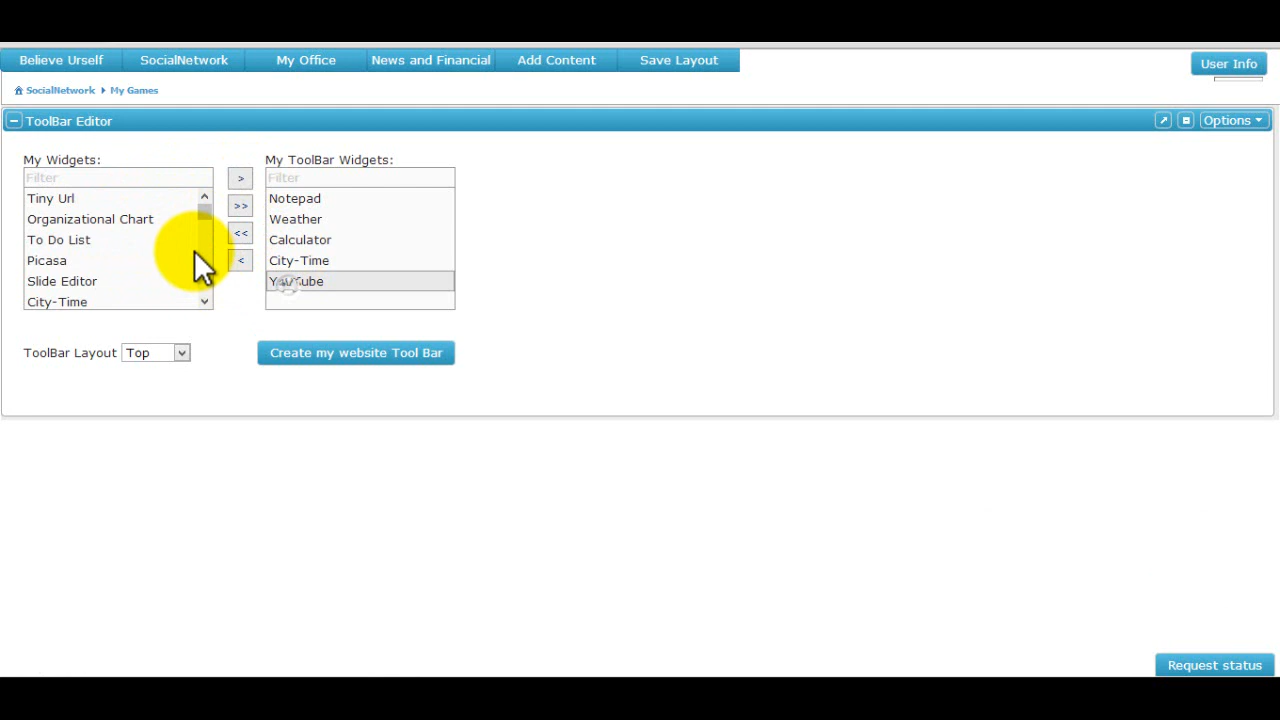 Believe Urself SocialNetwork My Office News and Financial Add Content Save Layout User Info
SocialNetwork My Games
ToolBar Editor Options
My Widgets: My ToolBar Widgets:
Filter > Filter
Tiny Url Notepad
Organizational Chart >> Weather
To Do List << Calculator
Picasa < City-Time
Slide Editor YouTube
City-Time
ToolBar Layout Top Create my website Tool Bar
Request status